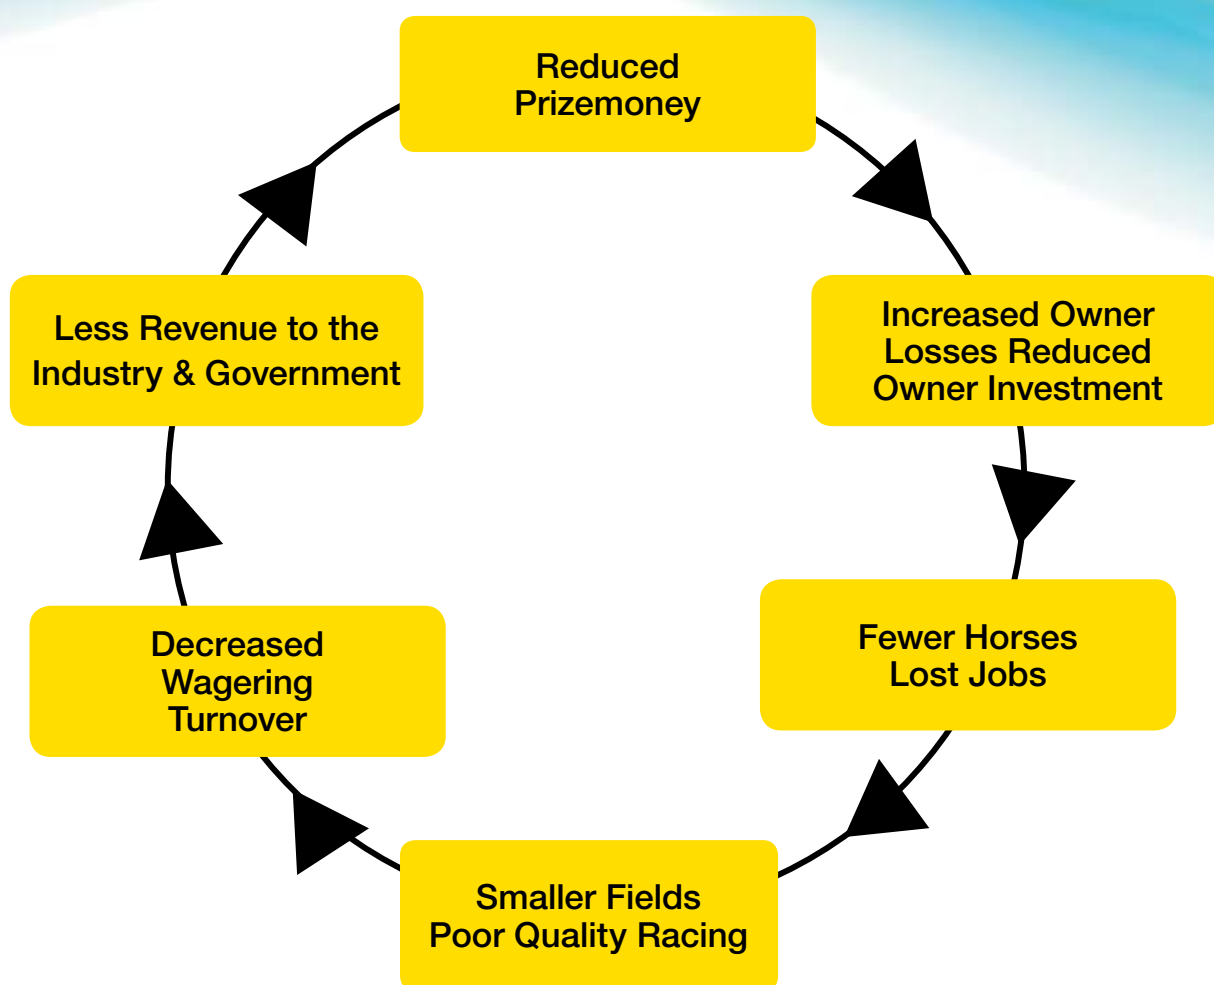 Reduced
Prizemoney
Increased Owner
Losses Reduced
Owner Investment
Fewer Horses
Lost Jobs
Smaller Fields
Poor Quality Racing
Decreased
Wagering
Turnover
Less Revenue to the
Industry & Government